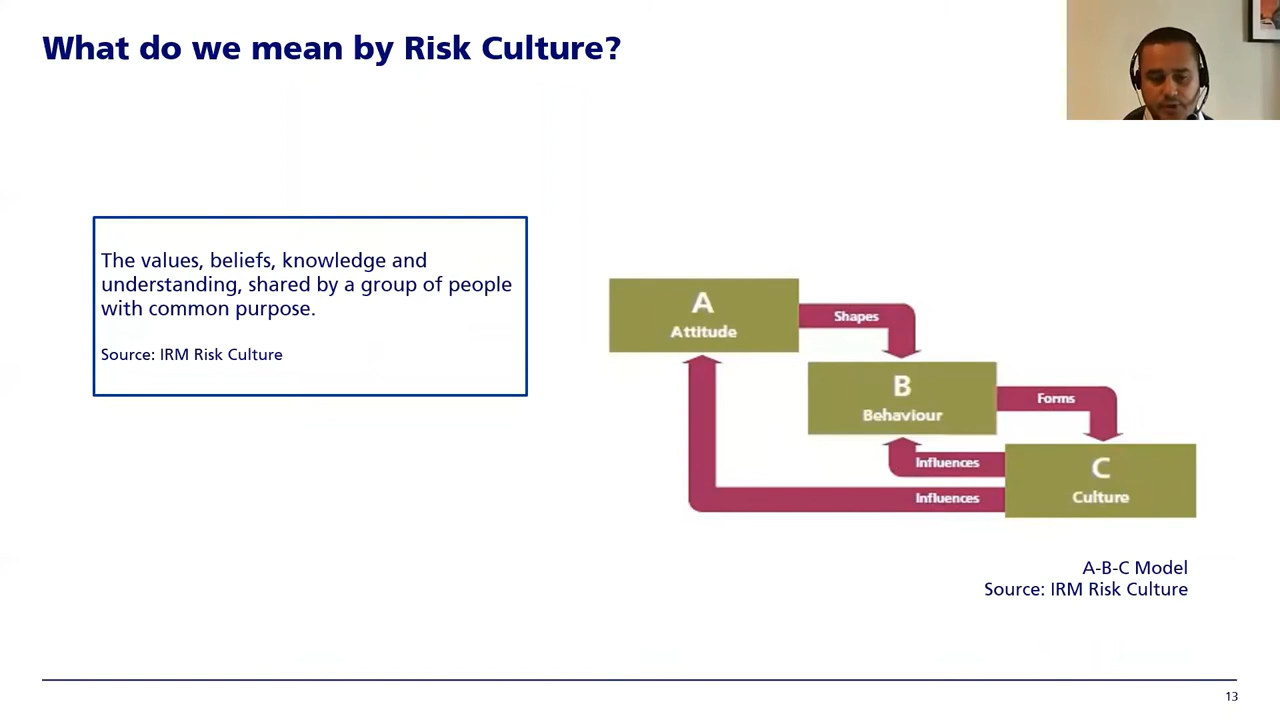 What do we mean by Risk Culture?
The values, beliefs, knowledge and
understanding, shared by a group of people
with common purpose.
Source: IRM Risk Culture
A
Attitude
Shapes
B
Behaviour
Forms
Influences
C
Culture
Influences
A-B-C Model
Source: IRM Risk Culture
13